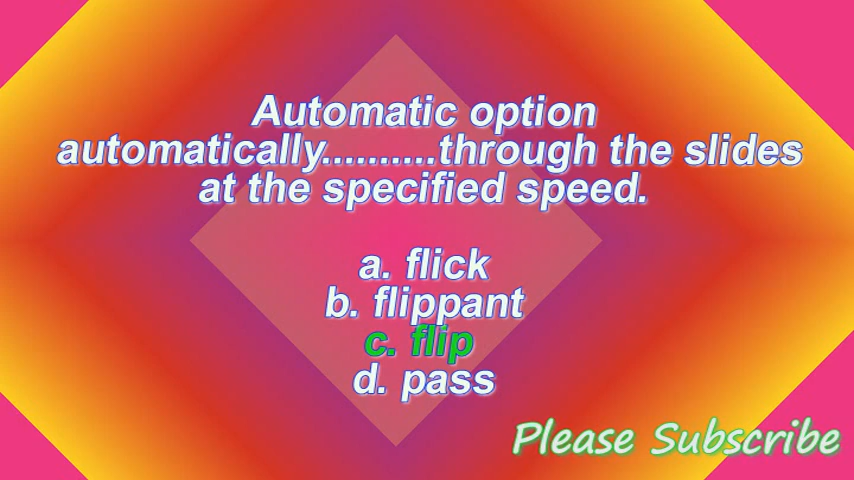 Automatic option
automatically..........through the slides
at the specified speed.
a. flick
b. flippant
c. flip
d. pass
Please Subscribe